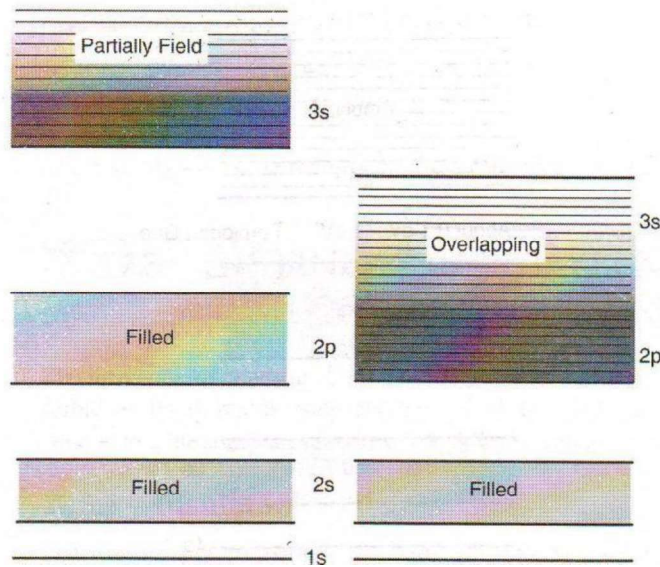 Partially Field
3s
3s
Overlapping
Filled
2p
2p
Filled
2s
Filled
1s